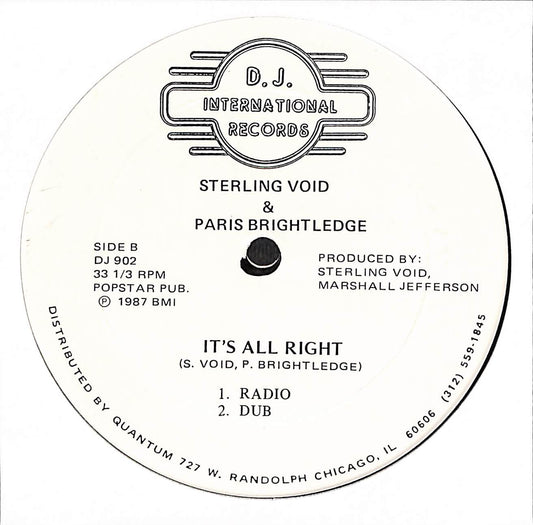 D.J.
INTERNATIONAL
RECORDS
STERLING VOID
&
PARIS BRIGHTLEDGE
SIDE B
DJ 902
33 1/3 RPM
POPSTAR PUB.
Ⓟ 1987 BMI
PRODUCED BY:
STERLING VOID,
MARSHALL JEFFERSON
IT'S ALL RIGHT
(S. VOID, P. BRIGHTLEDGE)
1. RADIO
2. DUB
DISTRIBUTED BY QUANTUM 727 W. RANDOLPH CHICAGO, IL 60606 (312) 559-1845